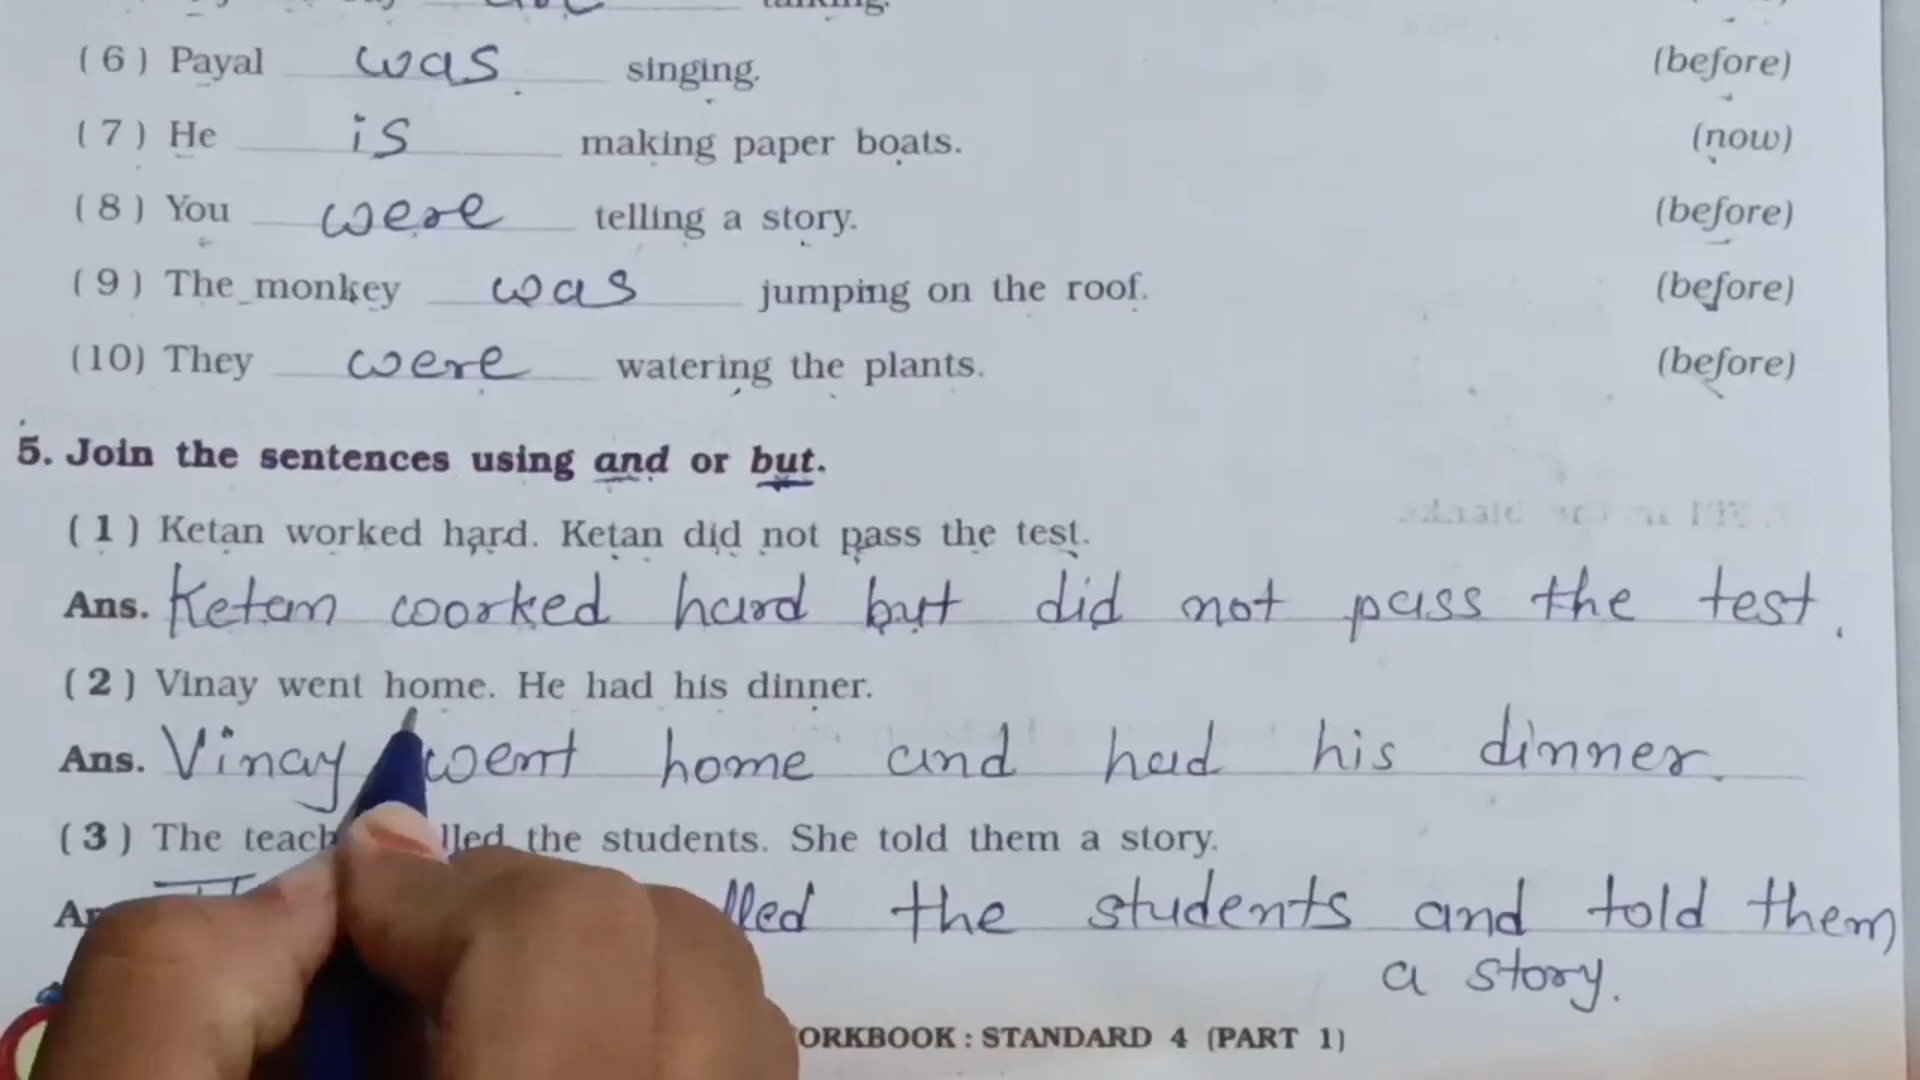 (6) Payal was singing. (before)
(7) He is making paper boats. (now)
(8) You were telling a story. (before)
(9) The monkey was jumping on the roof. (before)
(10) They were watering the plants. (before)
5. Join the sentences using and or but.
(1) Ketan worked hard. Ketan did not pass the test.
Ans. Ketan worked hard but did not pass the test.
(2) Vinay went home. He had his dinner.
Ans. Vinay went home and had his dinner.
(3) The teach lled the students. She told them a story.
lled the students and told them
a story.
ORKBOOK : STANDARD 4 (PART 1)